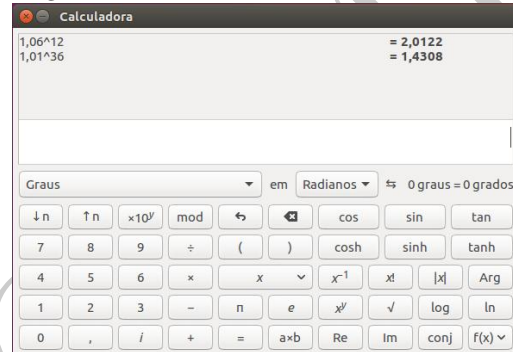 Calculadora
1,06^12 = 2,0122
1,01^36 = 1,4308
Graus em Radianos 0 graus = 0 grados
↓n ↑n ×10ʸ mod cos sin tan
7 8 9 ÷ ( ) cosh sinh tanh
4 5 6 × x x⁻¹ x! |x| Arg
1 2 3 − π e xʸ √ log ln
0 , i + = a×b Re Im conj f(x)